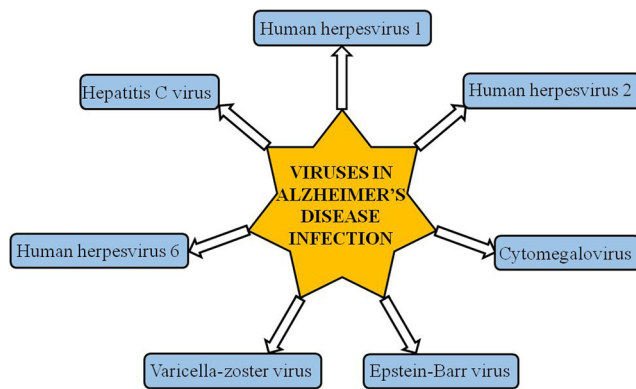 Human herpesvirus 1
Hepatitis C virus
Human herpesvirus 2
VIRUSES IN
ALZHEIMER'S
DISEASE
INFECTION
Human herpesvirus 6
Cytomegalovirus
Varicella-zoster virus
Epstein-Barr virus